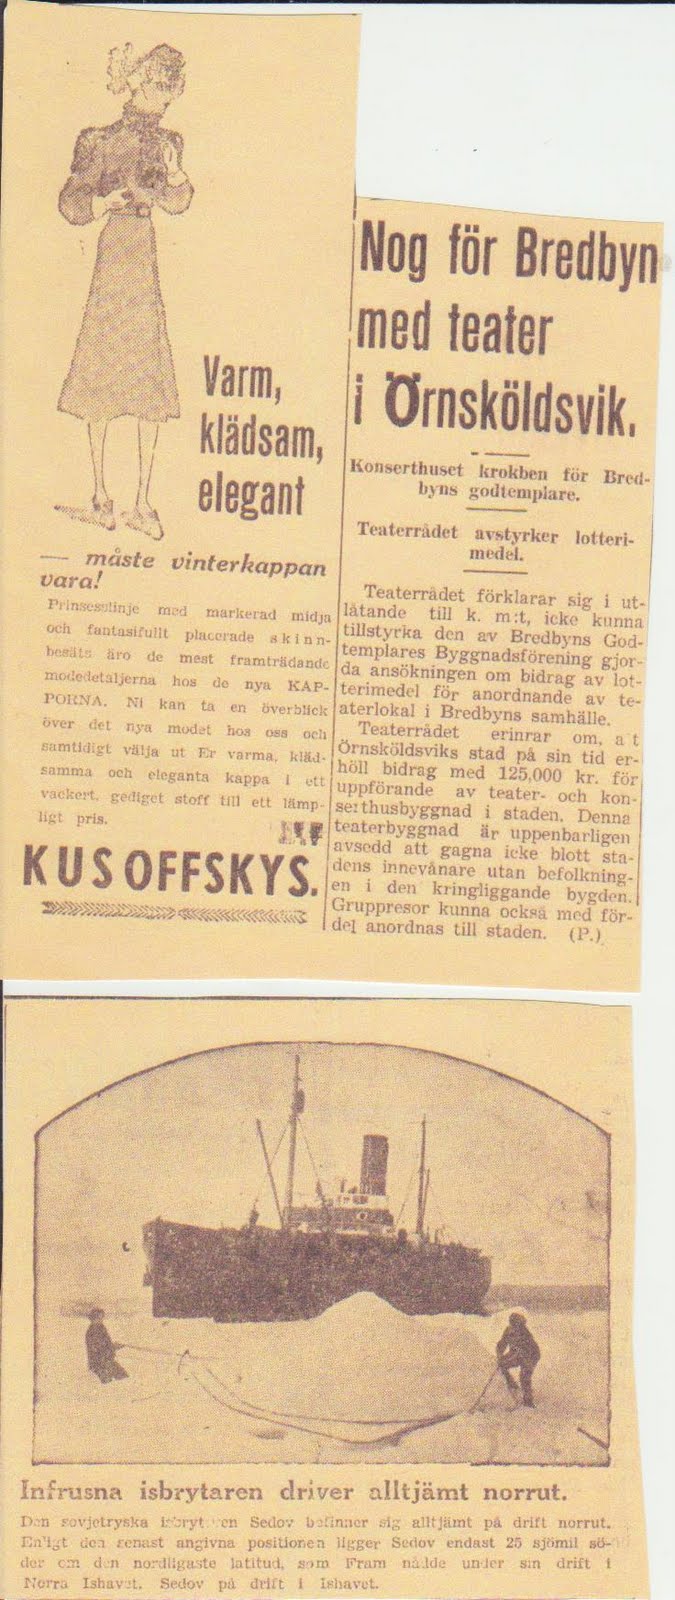 Varm,
klädsam,
elegant
— måste vinterkappan
vara!
Prinsesslinje med markerad midja
och fantasifullt placerade skinn-
besäts äro de mest framträdande
modedetaljerna hos de nya KAP-
PORNA. Ni kan ta en överblick
över det nya modet hos oss och
samtidigt välja ut Er varma, kläd-
samma och eleganta kappa i ett
vackert, gediget stoff till ett lämp-
ligt pris.
KUSOFFSKYS.
Nog för Bredbyn
med teater
i Örnsköldsvik.
Konserthuset krokben för Bred-
byns godtemplare.
Teaterrådet avstyrker lotteri-
medel.
Teaterrådet förklarar sig i ut-
låtande till k. m:t, icke kunna
tillstyrka den av Bredbyns God-
templares Byggnadsförening gjor-
da ansökningen om bidrag av lot-
terimedel för anordnande av te-
aterlokal i Bredbyns samhälle.
Teaterrådet erinrar om, att
Örnsköldsviks stad på sin tid er-
höll bidrag med 125,000 kr. för
uppförande av teater- och kon-
serthusbyggnad i staden. Denna
teaterbyggnad är uppenbarligen
avsedd att gagna icke blott sta-
dens innevånare utan befolkning-
en i den kringliggande bygden.
Gruppresor kunna också med för-
del anordnas till staden. (P.)
Infrusna isbrytaren driver alltjämt norrut.
Den sovjetryska isbrytaren Sedov befinner sig alltjämt på drift norrut.
Enligt den senast angivna positionen ligger Sedov endast 25 sjömil sö-
der om den nordligaste latitud, som Fram nådde under sin drift i
Norra Ishavet. Sedov på drift i Ishavet.